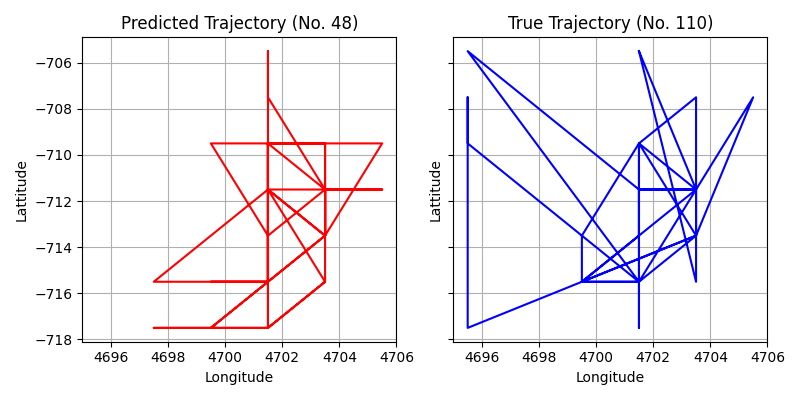 Predicted Trajectory (No. 48)
True Trajectory (No. 110)
−706
−708
−710
−712
−714
−716
−718
Lattitude
Lattitude
4696 4698 4700 4702 4704 4706
4696 4698 4700 4702 4704 4706
Longitude
Longitude